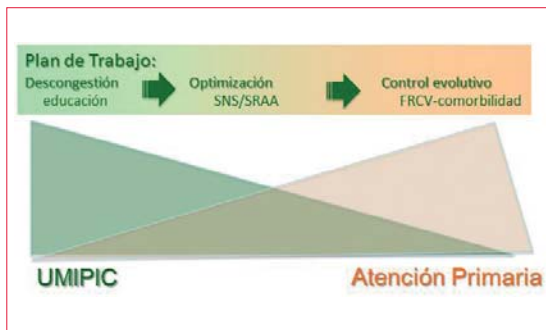 Plan de Trabajo:
Descongestión
educación
Optimización
SNS/SRAA
Control evolutivo
FRCV-comorbilidad
UMIPIC
Atención Primaria